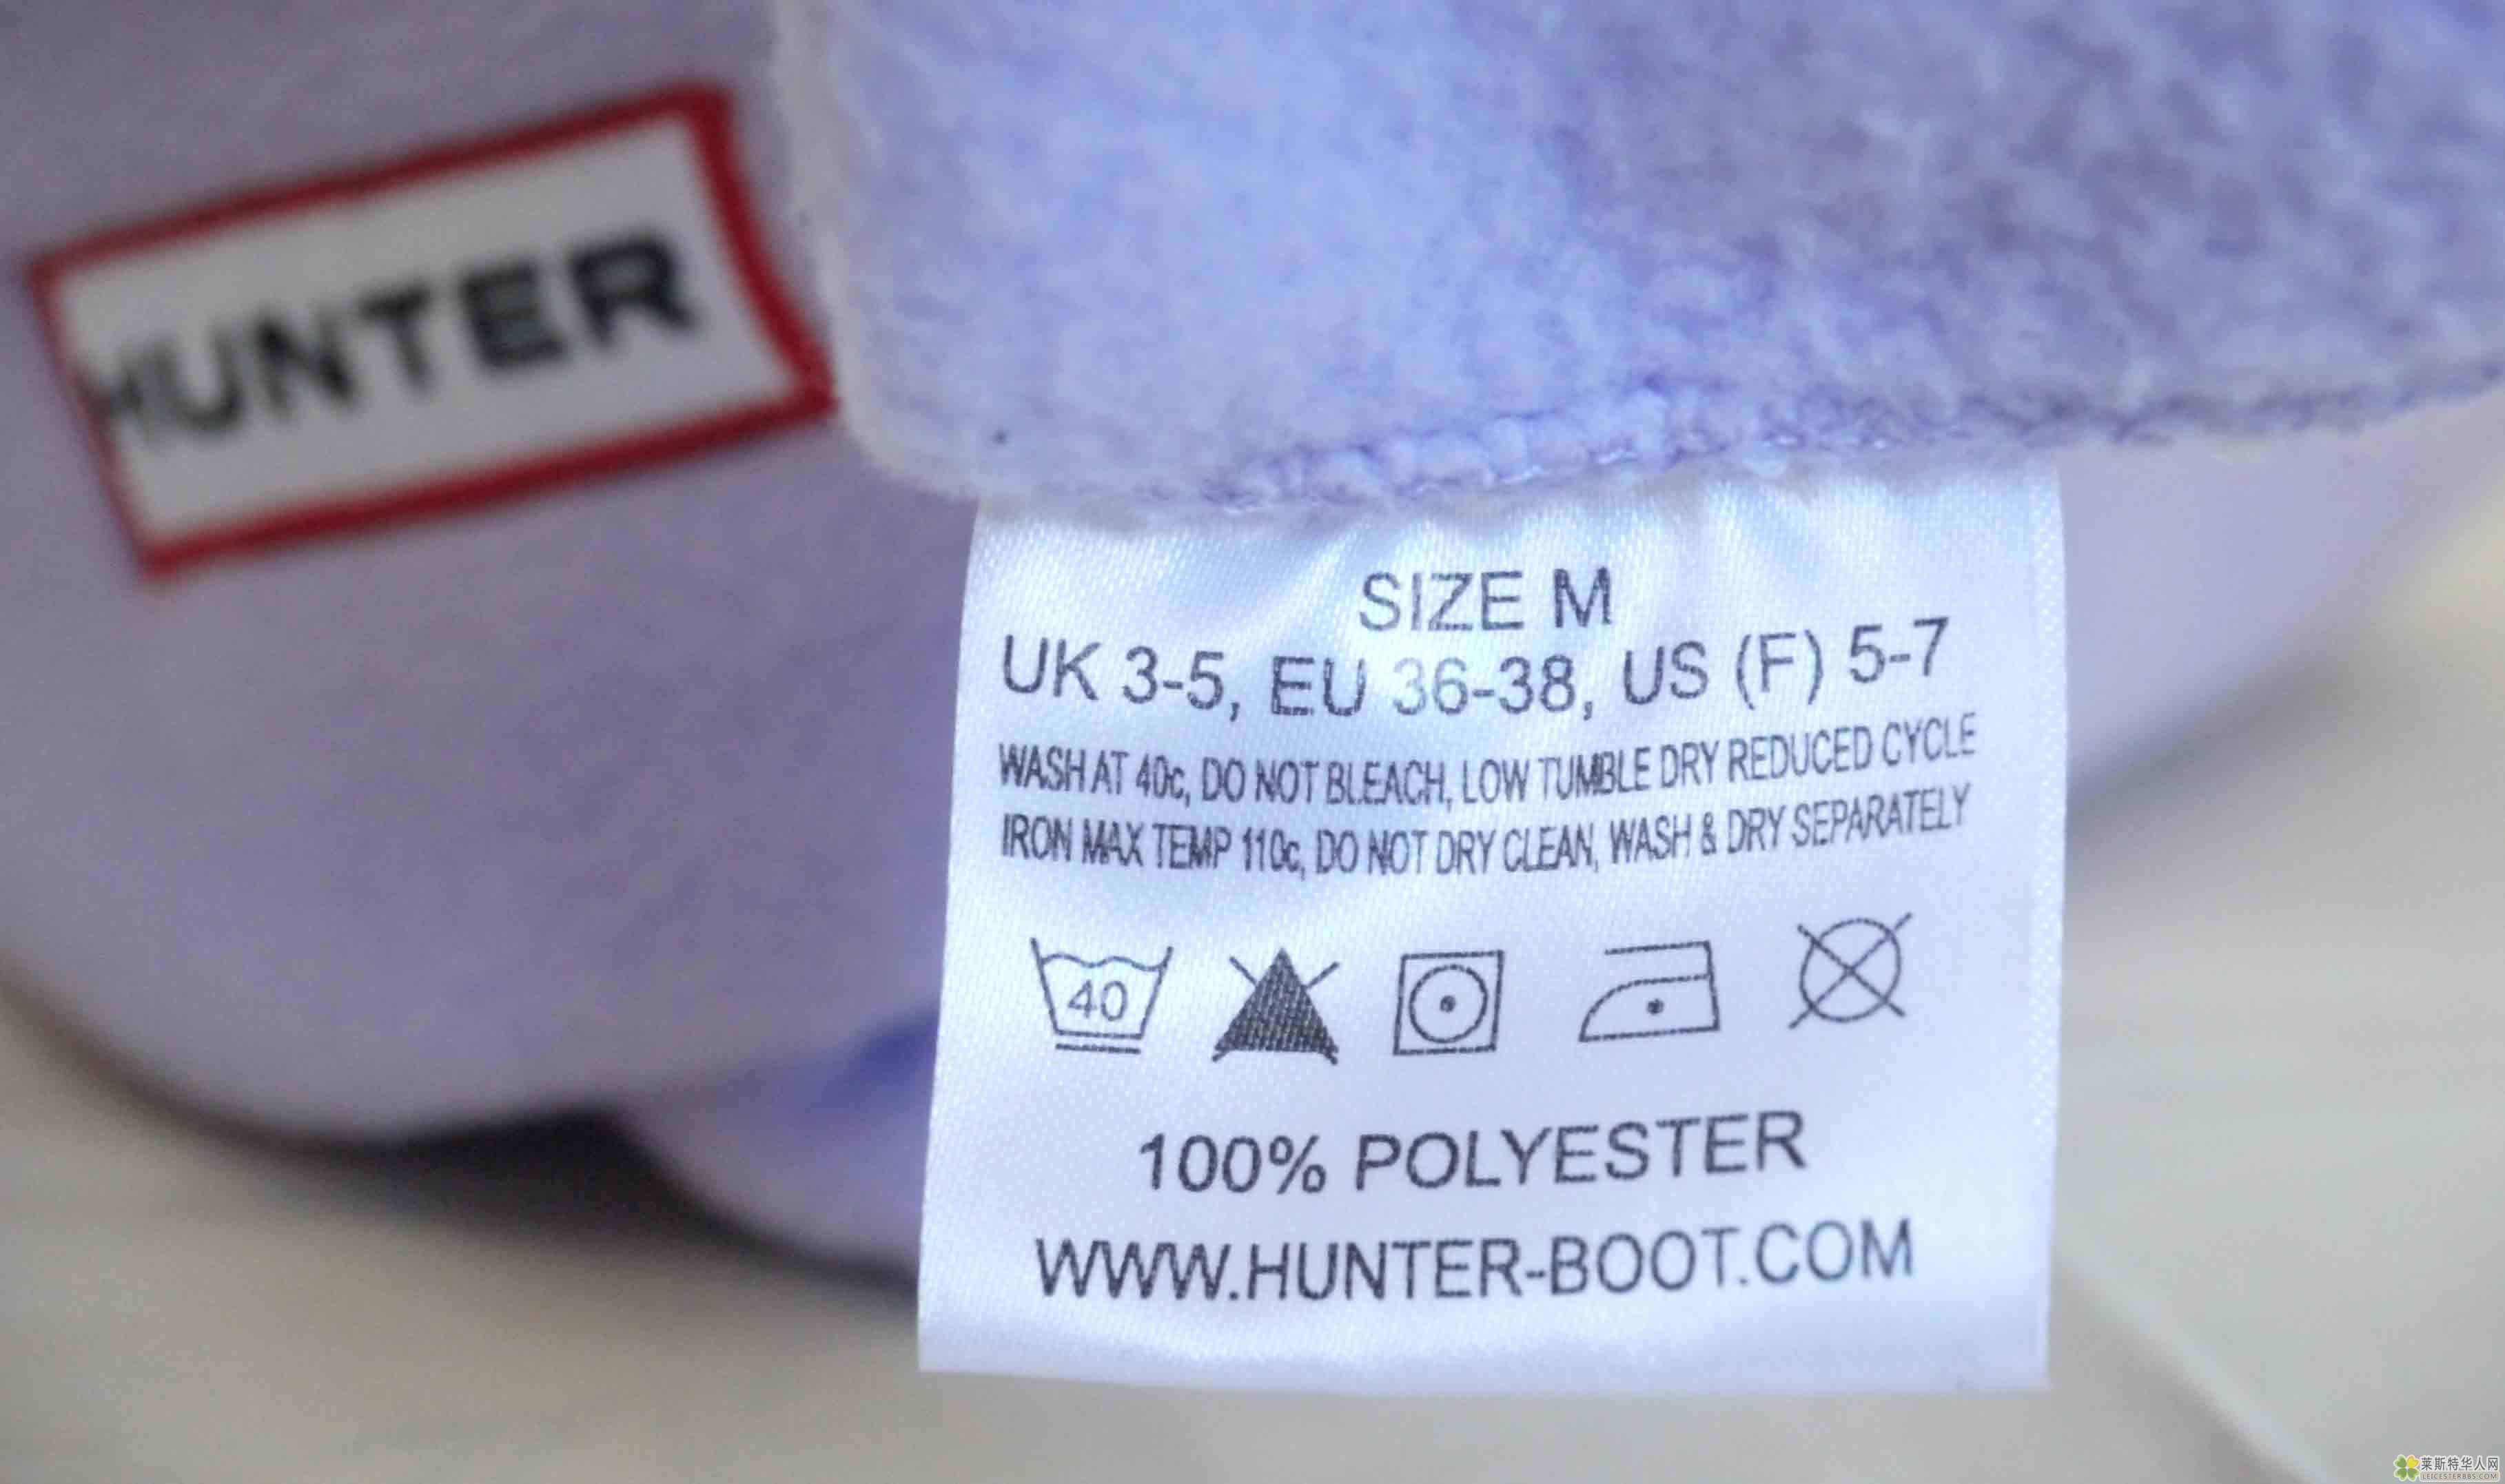 HUNTER
SIZE M
UK 3-5, EU 36-38, US (F) 5-7
WASH AT 40c, DO NOT BLEACH, LOW TUMBLE DRY REDUCED CYCLE
IRON MAX TEMP 110c, DO NOT DRY CLEAN, WASH & DRY SEPARATELY
40
100% POLYESTER
WWW.HUNTER-BOOT.COM
莱斯特华人网
LEICESTERBBS.COM